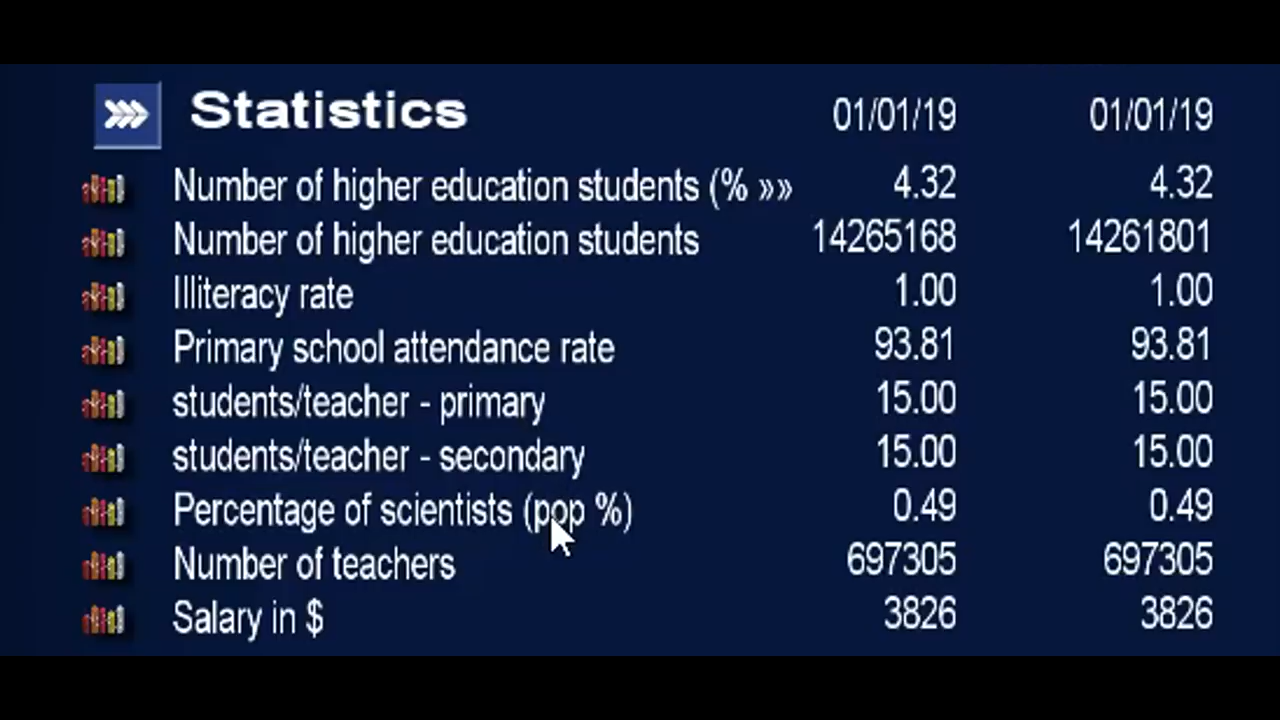 Statistics 01/01/19 01/01/19
Number of higher education students (% »» 4.32 4.32
Number of higher education students 14265168 14261801
Illiteracy rate 1.00 1.00
Primary school attendance rate 93.81 93.81
students/teacher - primary 15.00 15.00
students/teacher - secondary 15.00 15.00
Percentage of scientists (pop %) 0.49 0.49
Number of teachers 697305 697305
Salary in $ 3826 3826